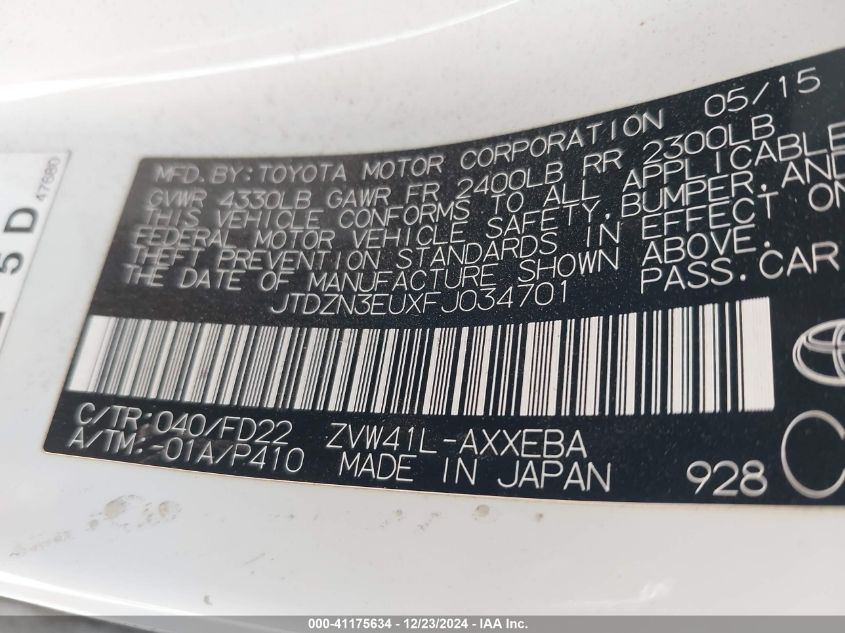 MFD. BY: TOYOTA MOTOR CORPORATION 05/15
GVWR 4330LB GAWR FR 2400LB RR 2300LB
THIS VEHICLE CONFORMS TO ALL APPLICABLE
FEDERAL MOTOR VEHICLE SAFETY, BUMPER, AND
THEFT PREVENTION STANDARDS IN EFFECT ON
THE DATE OF MANUFACTURE SHOWN ABOVE.
JTDZN3EUXFJ034701 PASS. CAR
C/TR: 040/FD22 ZVW41L-AXXEBA
A/TM: -01A/P410 MADE IN JAPAN 928
5D
47680
000-41175634 - 12/23/2024 - IAA Inc.